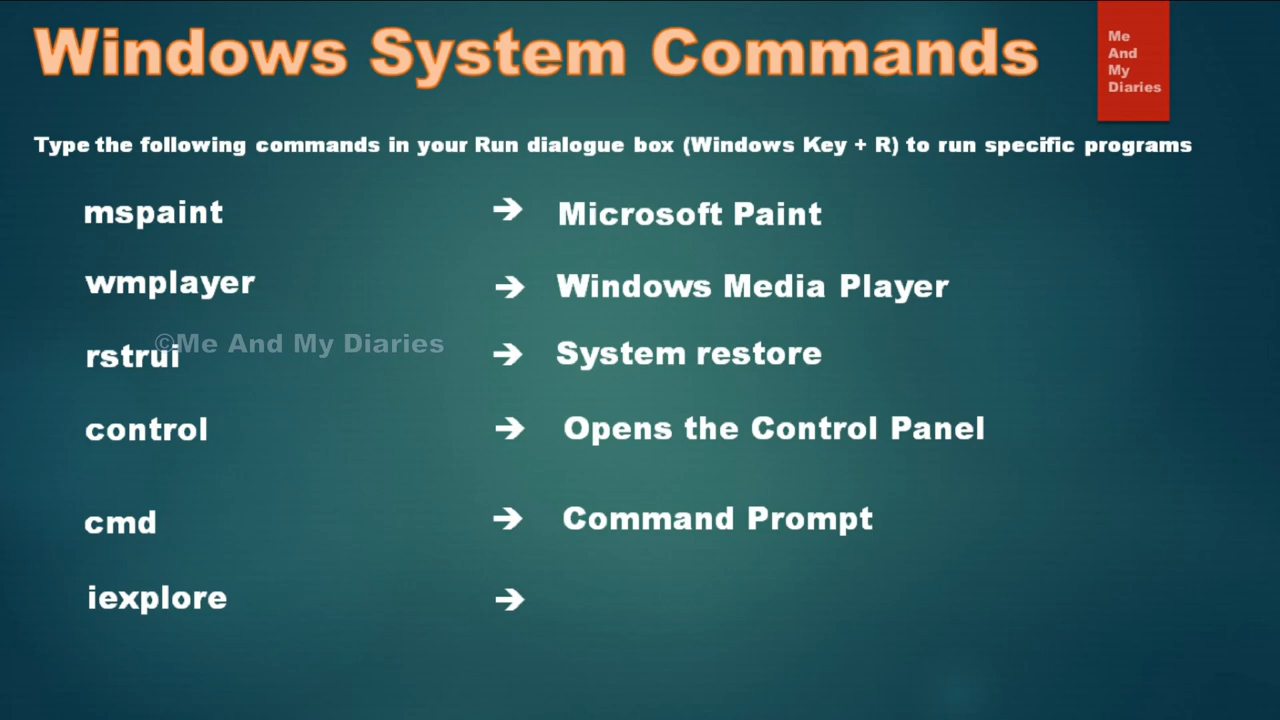 Windows System Commands
Me
And
My
Diaries
Type the following commands in your Run dialogue box (Windows Key + R) to run specific programs
mspaint ➔ Microsoft Paint
wmplayer ➔ Windows Media Player
©Me And My Diaries
rstrui ➔ System restore
control ➔ Opens the Control Panel
cmd ➔ Command Prompt
iexplore ➔